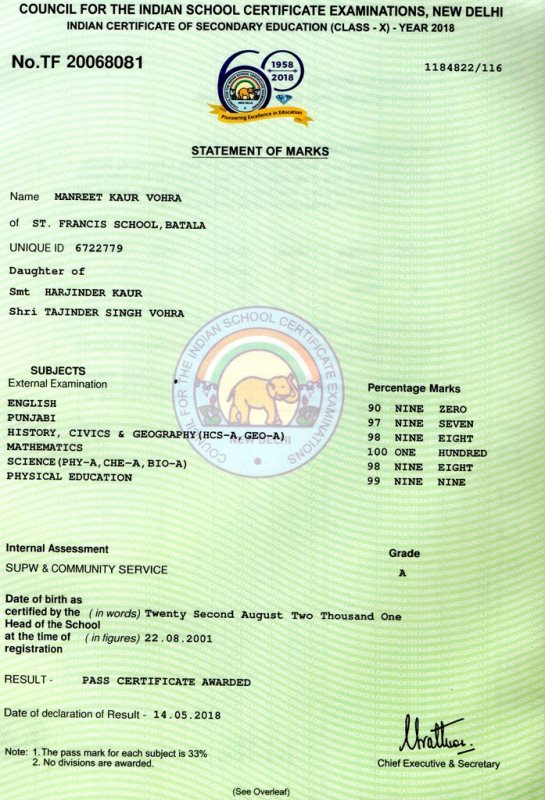 COUNCIL FOR THE INDIAN SCHOOL CERTIFICATE EXAMINATIONS, NEW DELHI
INDIAN CERTIFICATE OF SECONDARY EDUCATION (CLASS - X) - YEAR 2018
No.TF 20068081
1184822/116
1958
2018
NEW DELHI
Pioneering Excellence in Education
STATEMENT OF MARKS
Name MANREET KAUR VOHRA
of ST. FRANCIS SCHOOL,BATALA
UNIQUE ID 6722779
Daughter of
Smt HARJINDER KAUR
Shri TAJINDER SINGH VOHRA
COUNCIL FOR THE INDIAN SCHOOL CERTIFICATE EXAMINATIONS
NEW DELHI
SUBJECTS
External Examination Percentage Marks
ENGLISH 90 NINE ZERO
PUNJABI 97 NINE SEVEN
HISTORY, CIVICS & GEOGRAPHY(HCS-A,GEO-A) 98 NINE EIGHT
MATHEMATICS 100 ONE HUNDRED
SCIENCE(PHY-A,CHE-A,BIO-A) 98 NINE EIGHT
PHYSICAL EDUCATION 99 NINE NINE
Internal Assessment Grade
SUPW & COMMUNITY SERVICE A
Date of birth as
certified by the (in words) Twenty Second August Two Thousand One
Head of the School
at the time of (in figures) 22.08.2001
registration
RESULT - PASS CERTIFICATE AWARDED
Date of declaration of Result - 14.05.2018
Note: 1. The pass mark for each subject is 33%
2. No divisions are awarded.
Chief Executive & Secretary
(See Overleaf)